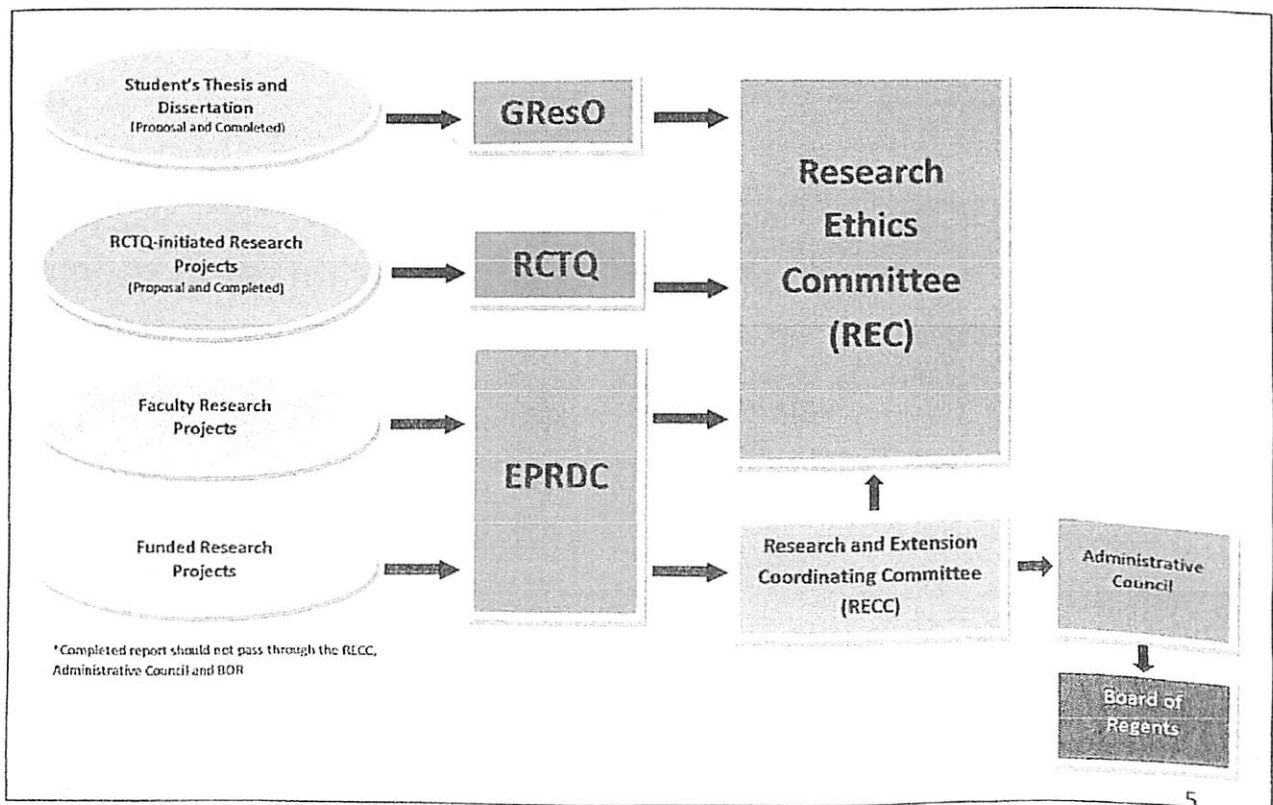 Student's Thesis and
Dissertation
(Proposal and Completed)
GResO
Research
Ethics
Committee
(REC)
RCTQ-initiated Research
Projects
(Proposal and Completed)
RCTQ
Faculty Research
Projects
EPRDC
Funded Research
Projects
Research and Extension
Coordinating Committee
(RECC)
Administrative
Council
*Completed report should not pass through the RECC,
Administrative Council and BOR
Board of
Regents
5